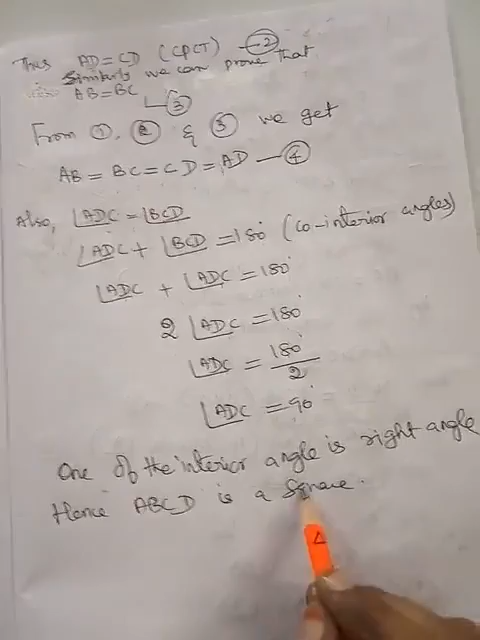 Thus AD = CD (CPCT) — ②
Similarly we can prove that
AB = BC
└ ③
From ①, ② & ③ we get
AB = BC = CD = AD — ④
Also, ∠ADC = ∠BCD
∠ADC + ∠BCD = 180° (co-interior angles)
∠ADC + ∠ADC = 180°
2 ∠ADC = 180°
∠ADC = 180°/2
∠ADC = 90°
One of the interior angle is right angle
Hence ABCD is a square.